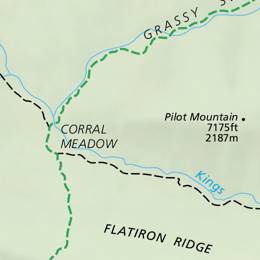 GRASSY
Pilot Mountain
7175ft
2187m
CORRAL
MEADOW
Kings
FLATIRON RIDGE